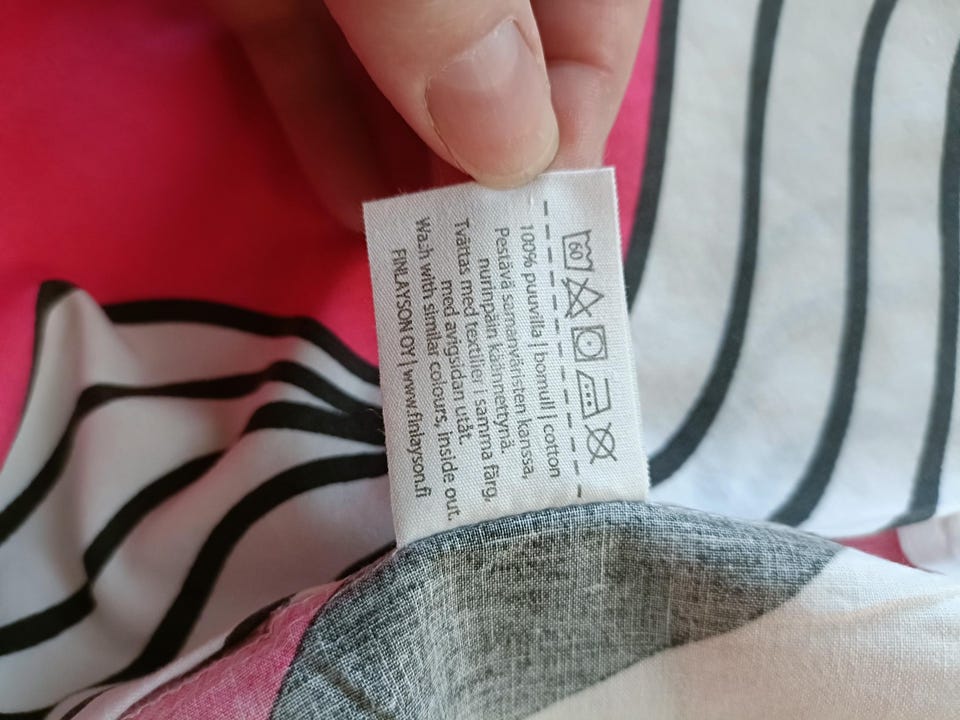 60
100% puuvilla | bomull | cotton
Pestävä samanväristen kanssa,
nurinpäin käännettynä.
Tvättas med textilier i samma färg,
med avigsidan utåt.
Wash with similar colours, inside out.
FINLAYSON OY | www.finlayson.fi